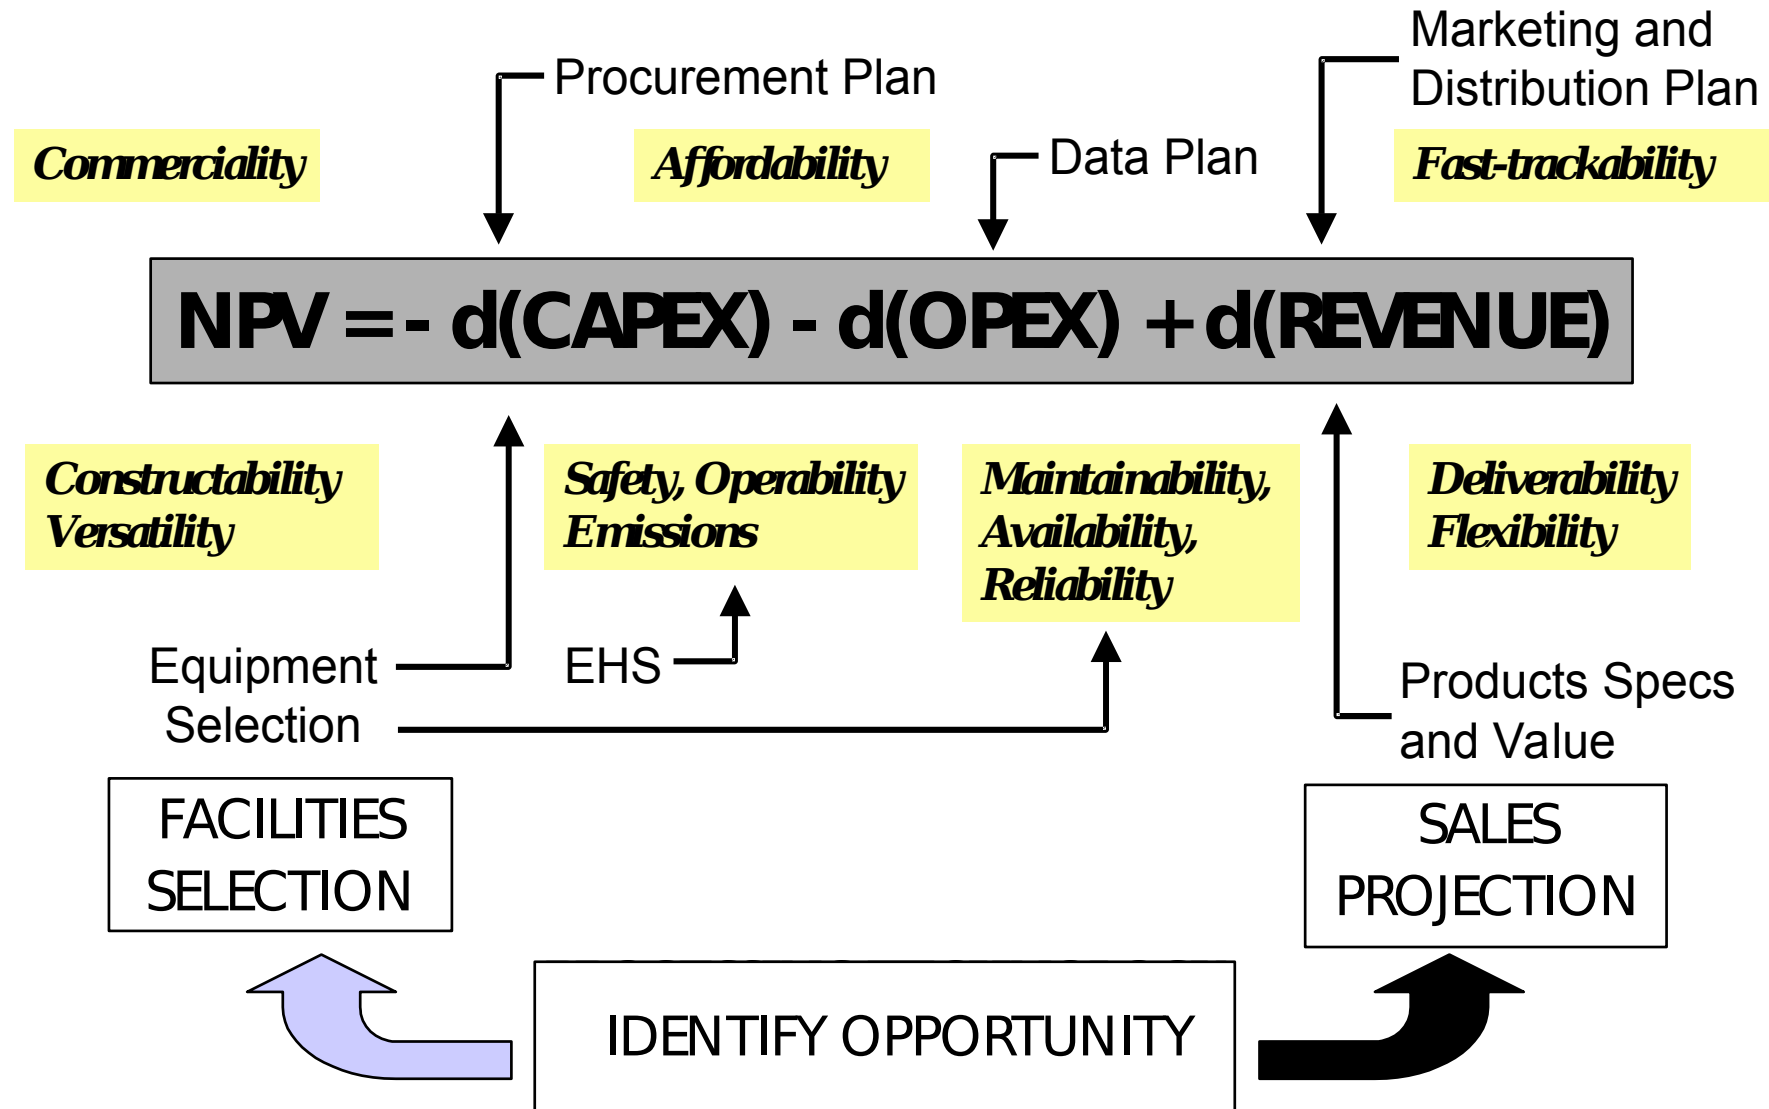 Marketing and
Distribution Plan
Procurement Plan
Data Plan
Commerciality
Affordability
Fast-trackability
NPV = - d(CAPEX) - d(OPEX) + d(REVENUE)
Constructability
Versatility
Safety, Operability
Emissions
Maintainability,
Availability,
Reliability
Deliverability
Flexibility
Equipment
Selection
EHS
Products Specs
and Value
FACILITIES
SELECTION
SALES
PROJECTION
IDENTIFY OPPORTUNITY